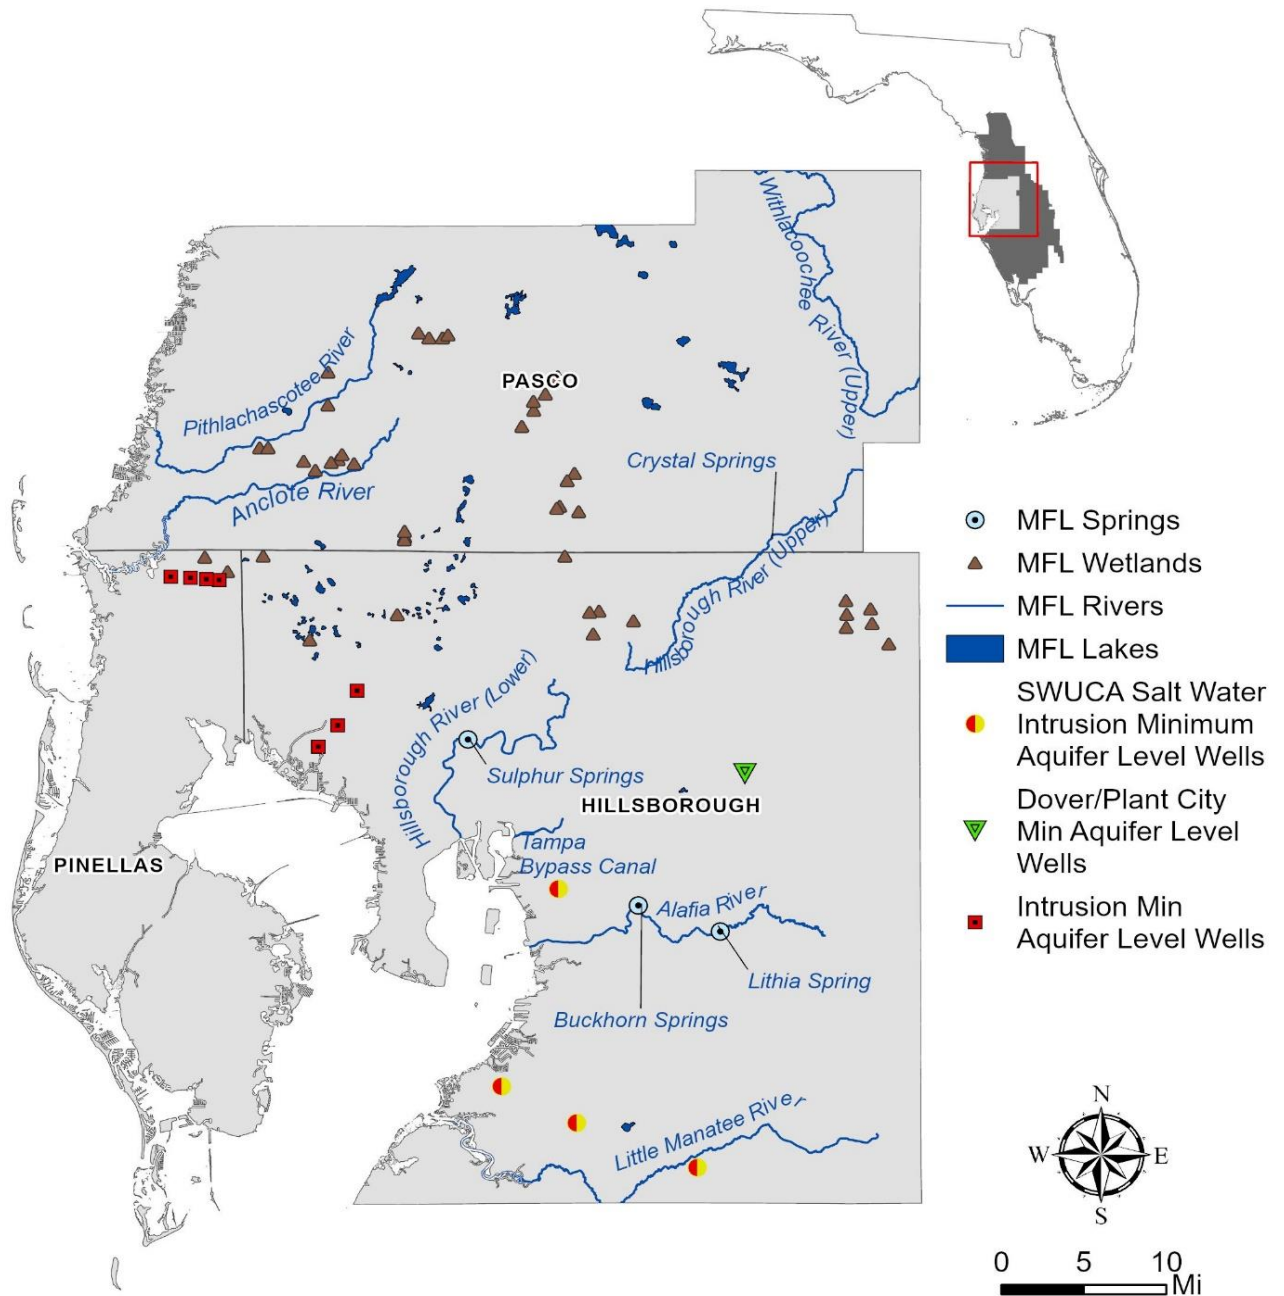 Withlacoochee River (Upper)
Pithlachascotee River
PASCO
Crystal Springs
Anclote River
Hillsborough River (Upper)
Hillsborough River (Lower)
Sulphur Springs
HILLSBOROUGH
Tampa
Bypass Canal
PINELLAS
Alafia River
Lithia Spring
Buckhorn Springs
Little Manatee River
MFL Springs
MFL Wetlands
MFL Rivers
MFL Lakes
SWUCA Salt Water
Intrusion Minimum
Aquifer Level Wells
Dover/Plant City
Min Aquifer Level
Wells
Intrusion Min
Aquifer Level Wells
N
W
E
S
0 5 10
Mi